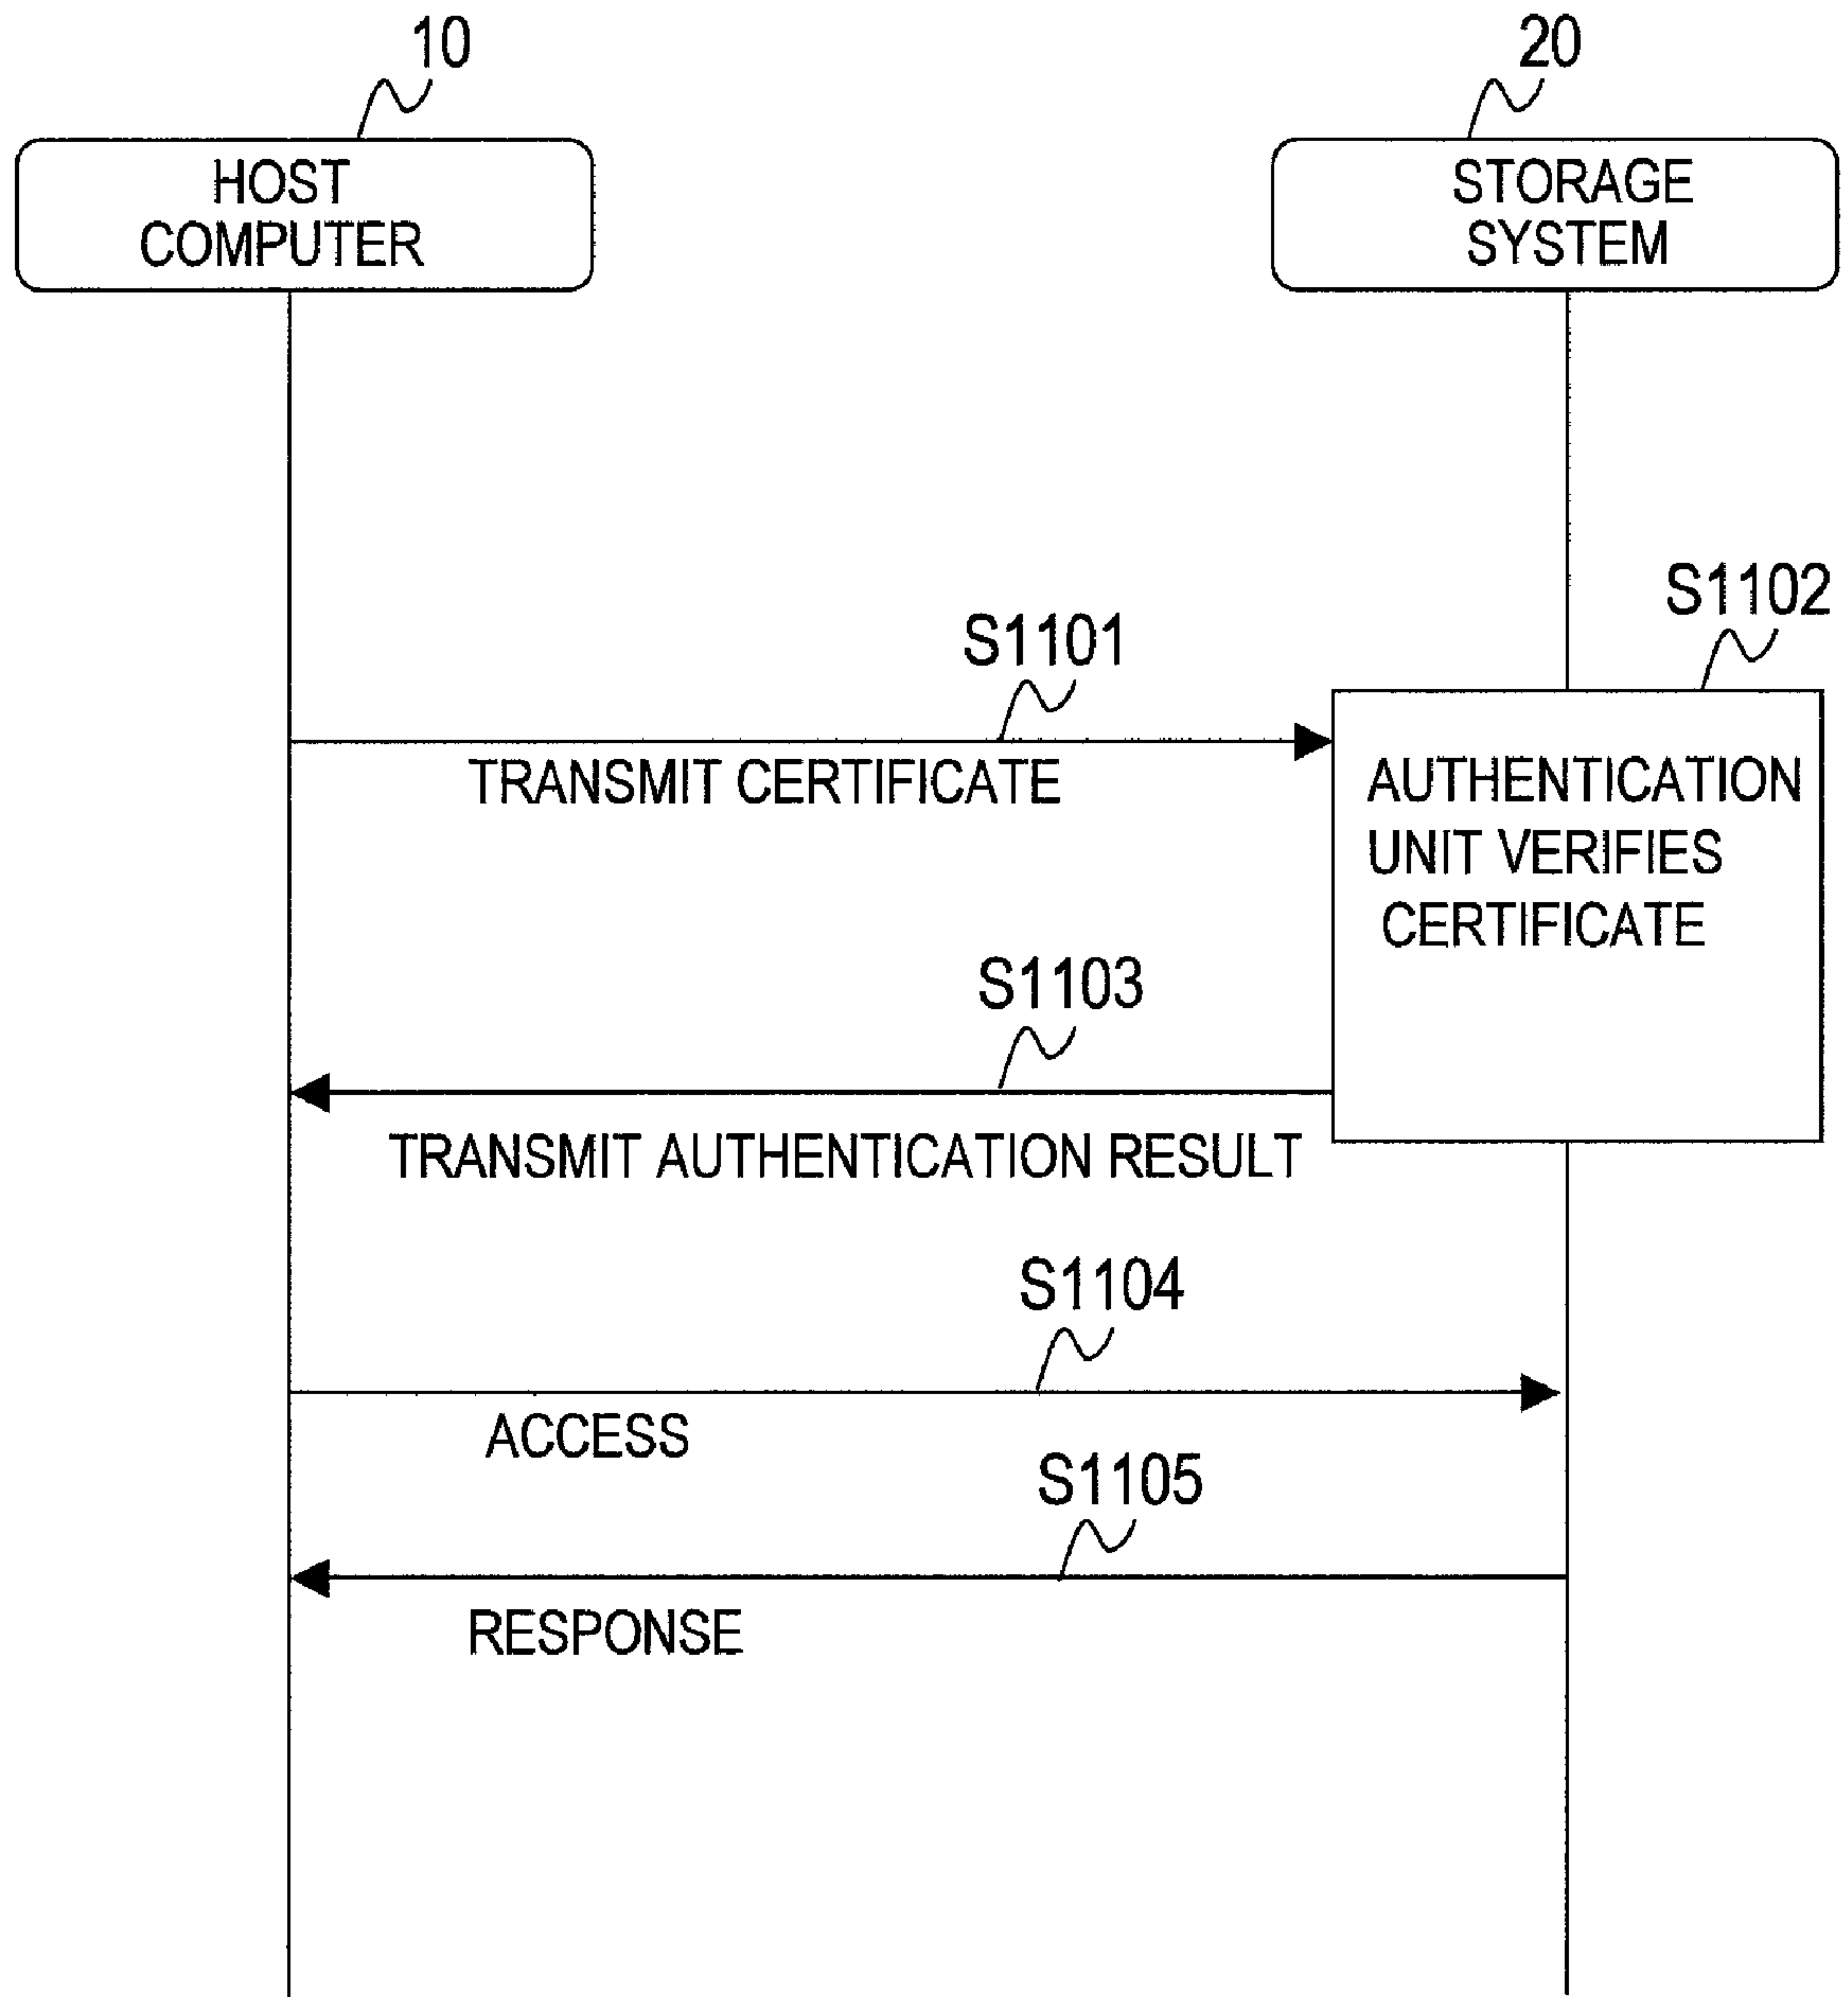 10
20
HOST
COMPUTER
STORAGE
SYSTEM
S1102
S1101
TRANSMIT CERTIFICATE
AUTHENTICATION
UNIT VERIFIES
CERTIFICATE
S1103
TRANSMIT AUTHENTICATION RESULT
S1104
ACCESS
S1105
RESPONSE